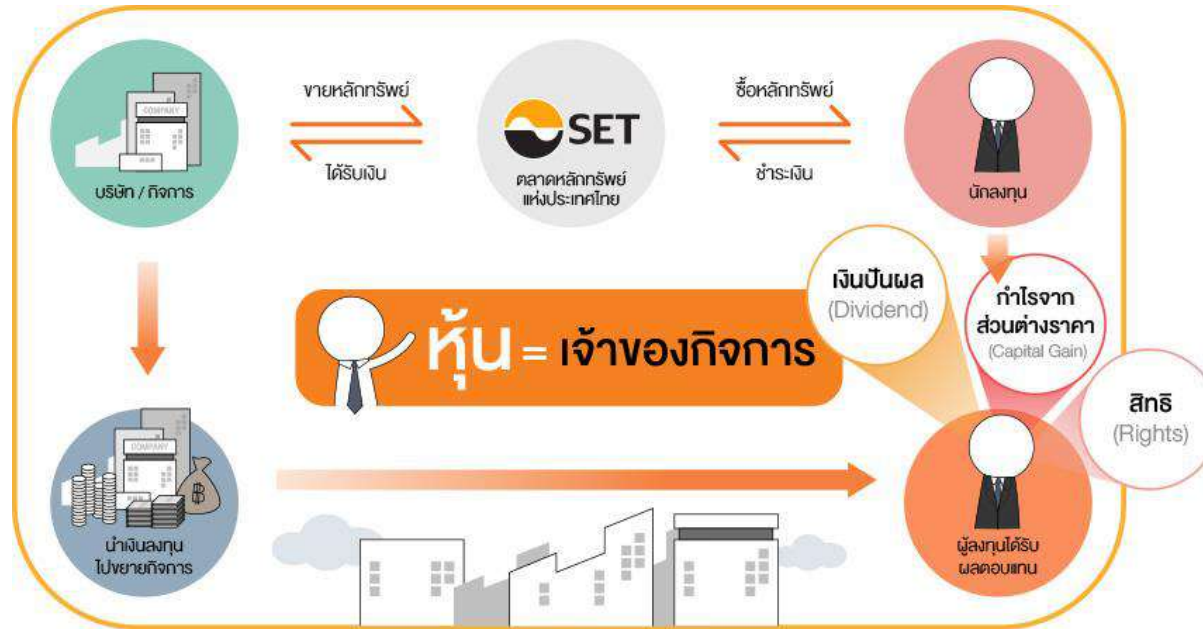 COMPANY
บริษัท / กิจการ
ขายหลักทรัพย์
ได้รับเงิน
SET
ตลาดหลักทรัพย์
แห่งประเทศไทย
ซื้อหลักทรัพย์
ชำระเงิน
นักลงทุน
หุ้น = เจ้าของกิจการ
เงินปันผล
(Dividend)
กำไรจาก
ส่วนต่างราคา
(Capital Gain)
สิทธิ
(Rights)
COMPANY
฿
นำเงินลงทุน
ไปขยายกิจการ
ผู้ลงทุนได้รับ
ผลตอบแทน